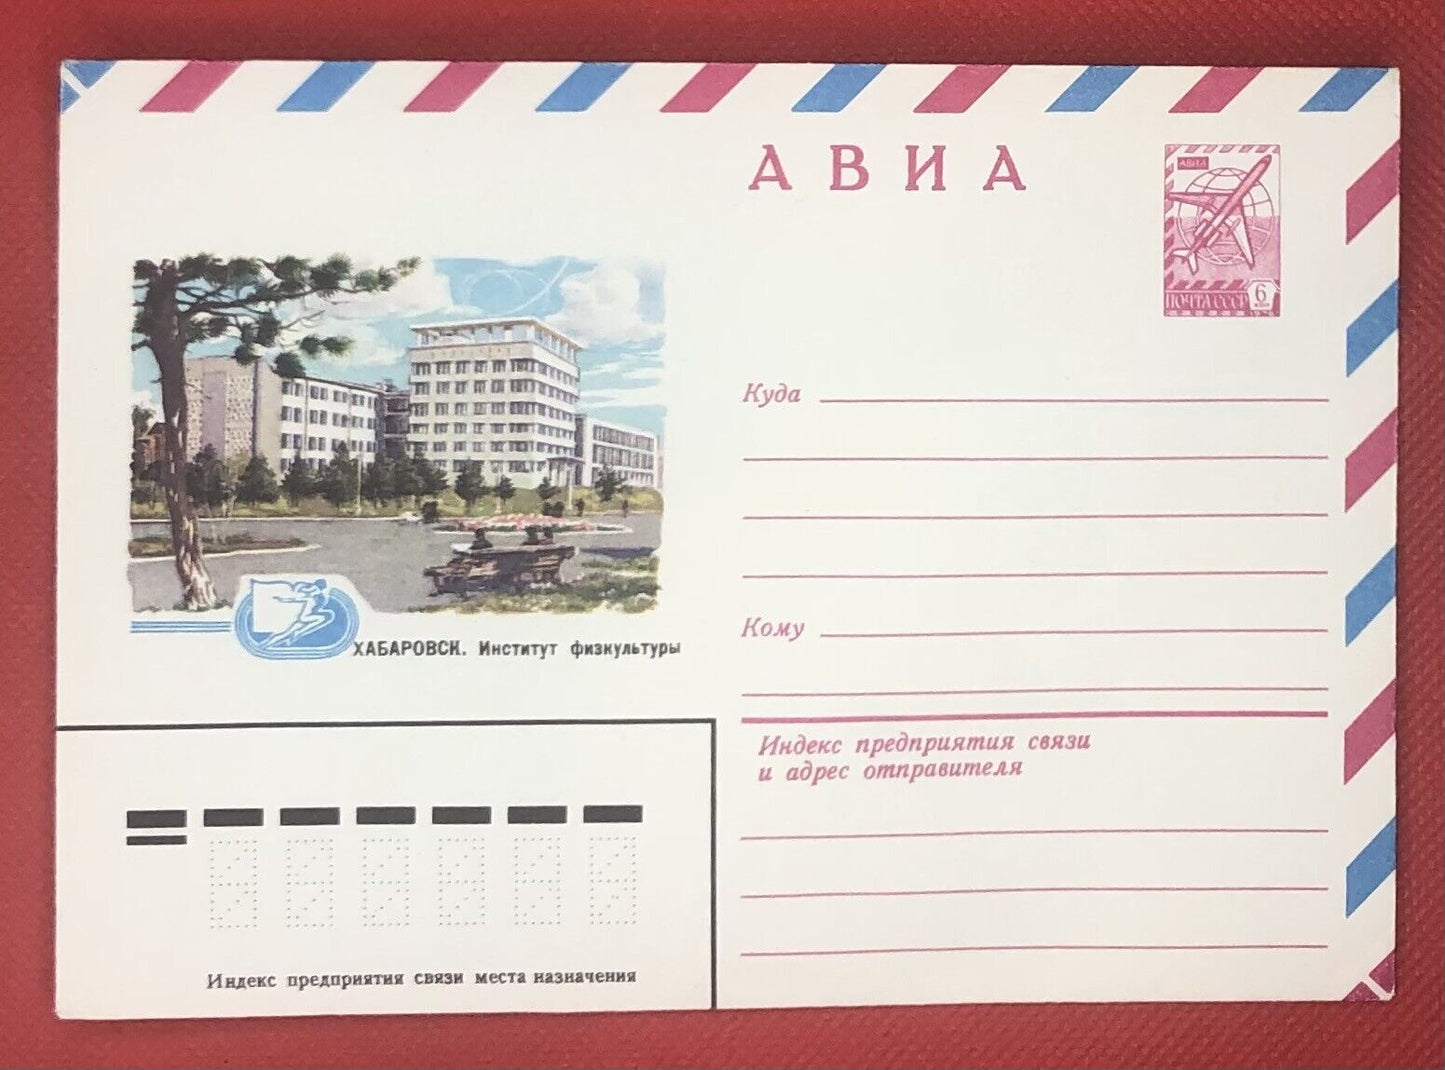 АВИА
АВИА
ПОЧТА СССР 6
Куда
Кому
ХАБАРОВСК. Институт физкультуры
Индекс предприятия связи
и адрес отправителя
Индекс предприятия связи места назначения